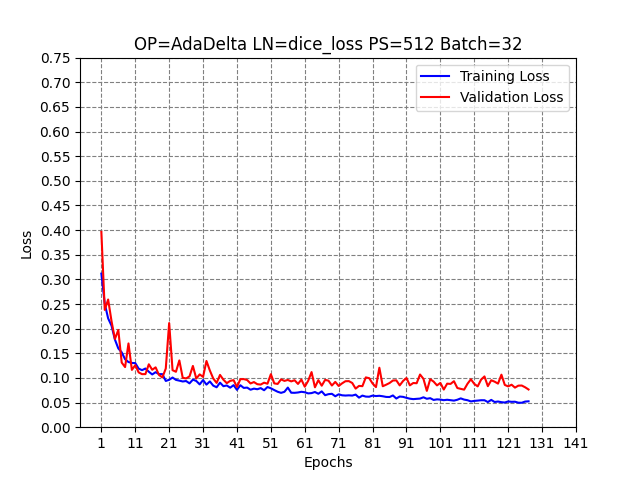 OP=AdaDelta LN=dice_loss PS=512 Batch=32
Training Loss
Validation Loss
0.75
0.70
0.65
0.60
0.55
0.50
0.45
0.40
0.35
0.30
0.25
0.20
0.15
0.10
0.05
0.00
Loss
1 11 21 31 41 51 61 71 81 91 101 111 121 131 141
Epochs